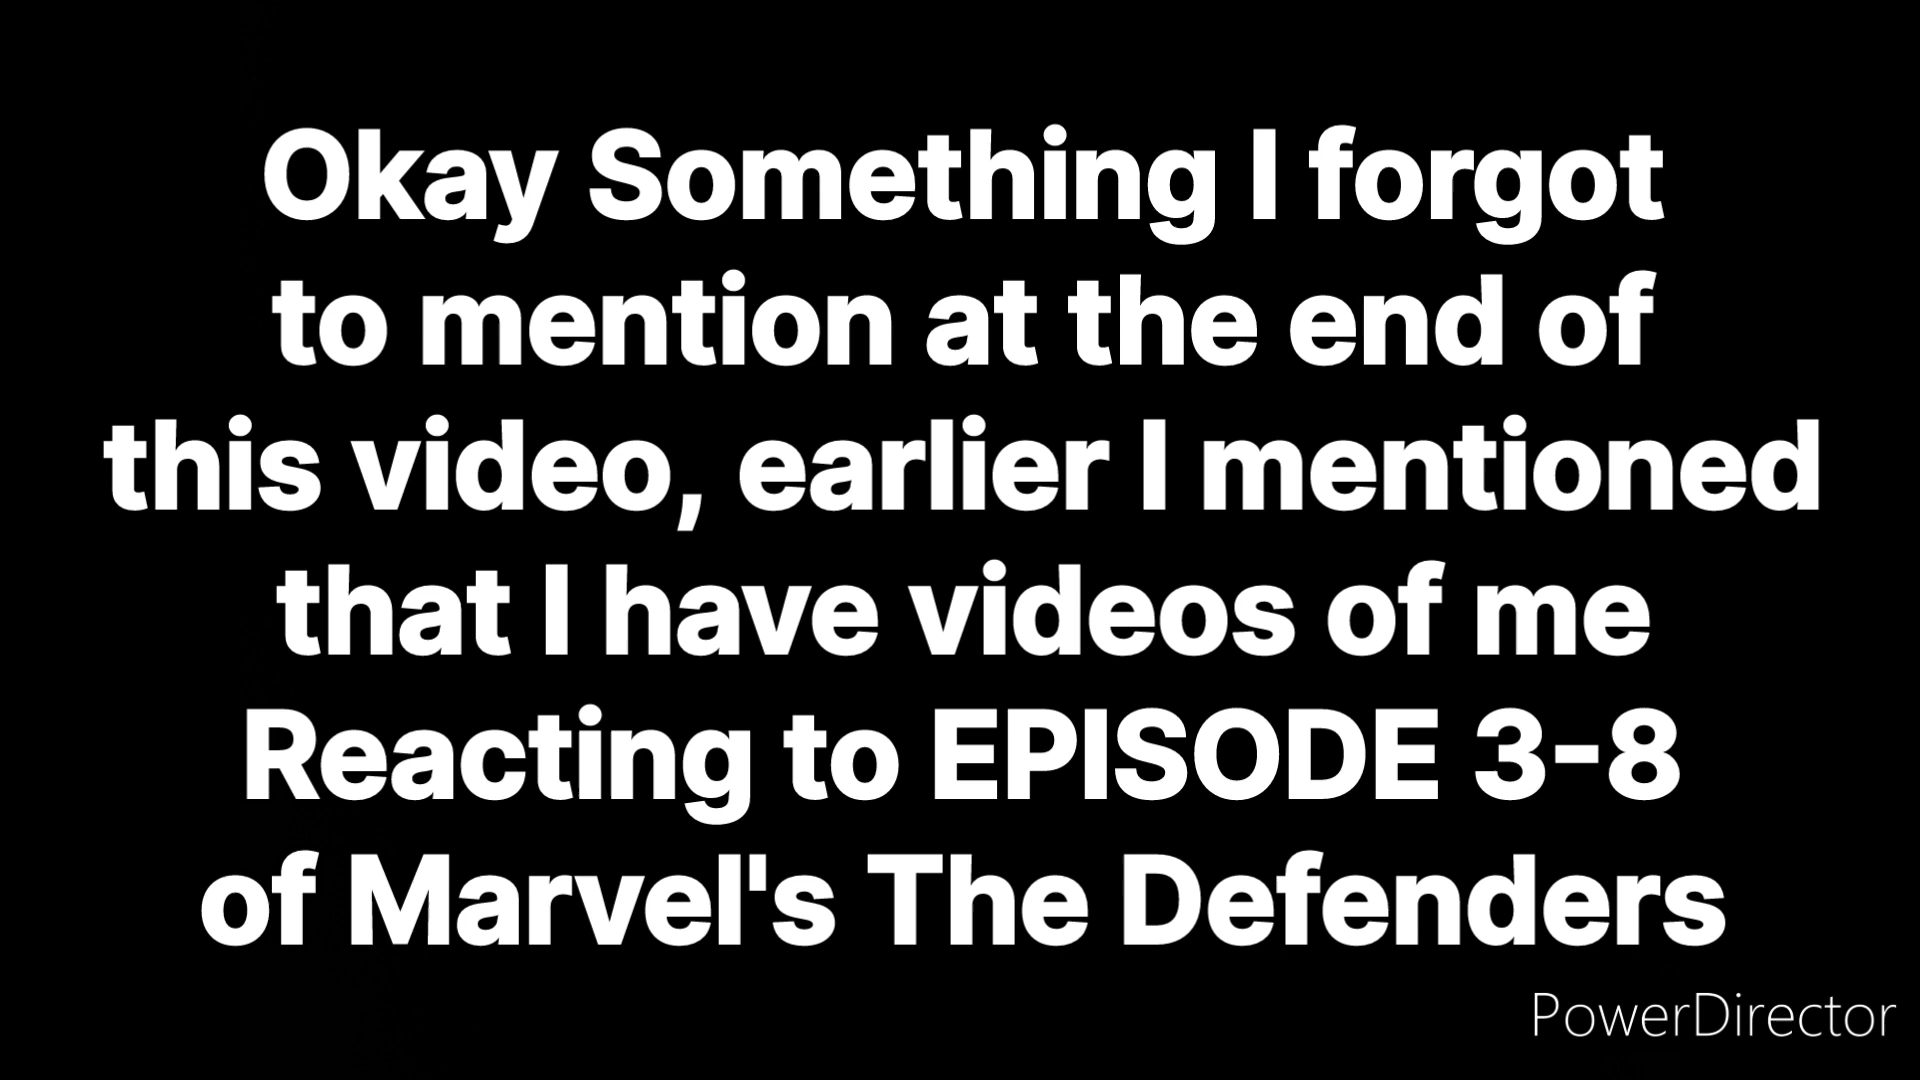 Okay Something I forgot
to mention at the end of
this video, earlier I mentioned
that I have videos of me
Reacting to EPISODE 3-8
of Marvel's The Defenders
PowerDirector